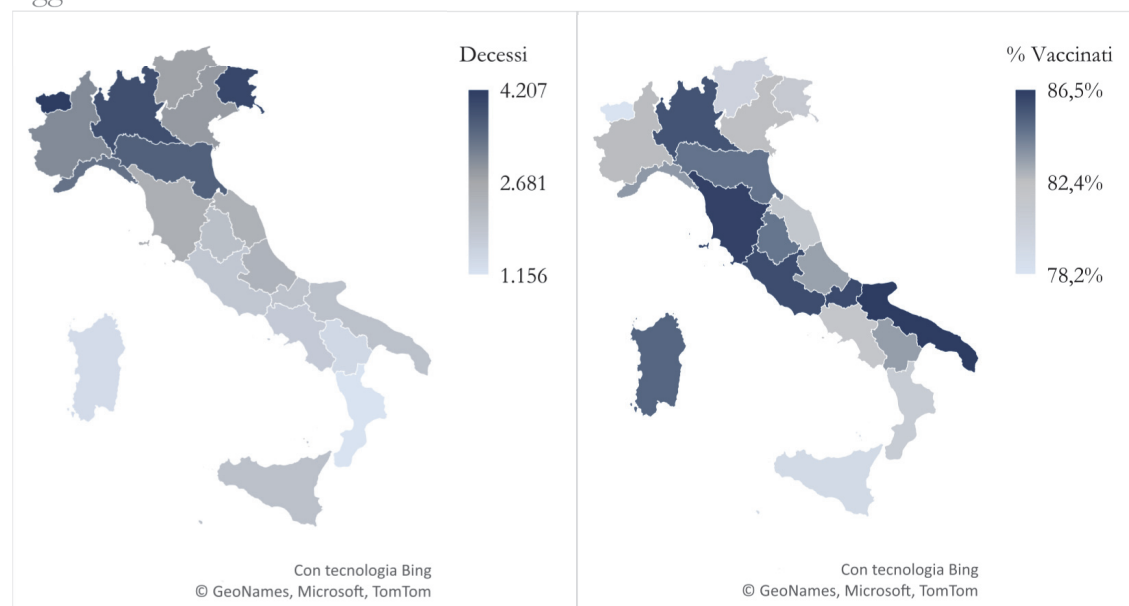 Decessi
4.207
2.681
1.156
Con tecnologia Bing
© GeoNames, Microsoft, TomTom
% Vaccinati
86,5%
82,4%
78,2%
Con tecnologia Bing
© GeoNames, Microsoft, TomTom